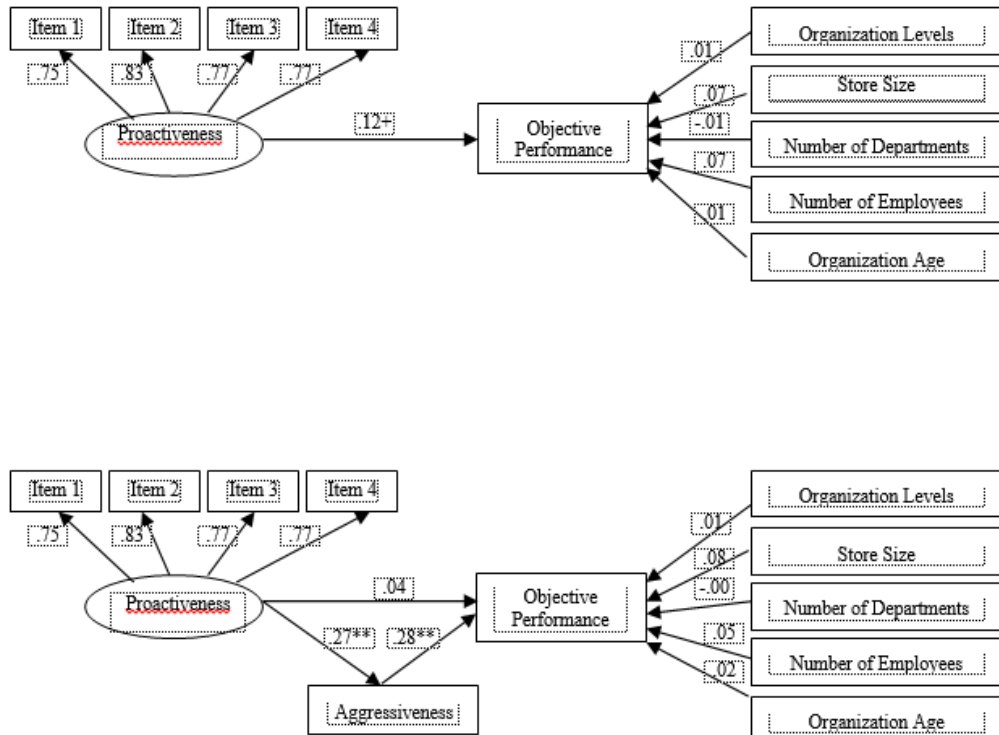 Item 1
Item 2
Item 3
Item 4
.75
.83
.77
.77
Proactiveness
.12+
Objective
Performance
.01
.07
-.01
.07
.01
Organization Levels
Store Size
Number of Departments
Number of Employees
Organization Age
Item 1
Item 2
Item 3
Item 4
.75
.83
.77
.77
Proactiveness
.04
.27**
.28**
Aggressiveness
Objective
Performance
.01
.08
-.00
.05
.02
Organization Levels
Store Size
Number of Departments
Number of Employees
Organization Age